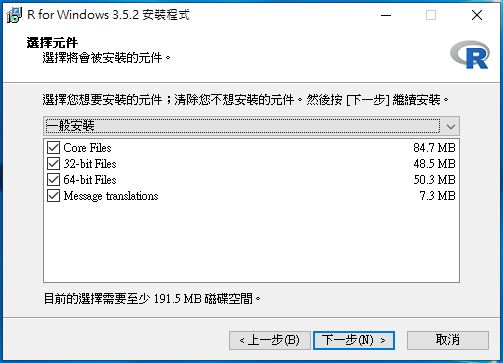 R for Windows 3.5.2 安裝程式
選擇元件
選擇將會被安裝的元件。
R
選擇您想要安裝的元件；清除您不想安裝的元件。然後按 [下一步] 繼續安裝。
一般安裝
Core Files 84.7 MB
32-bit Files 48.5 MB
64-bit Files 50.3 MB
Message translations 7.3 MB
目前的選擇需要至少 191.5 MB 磁碟空間。
< 上一步(B) 下一步(N) > 取消